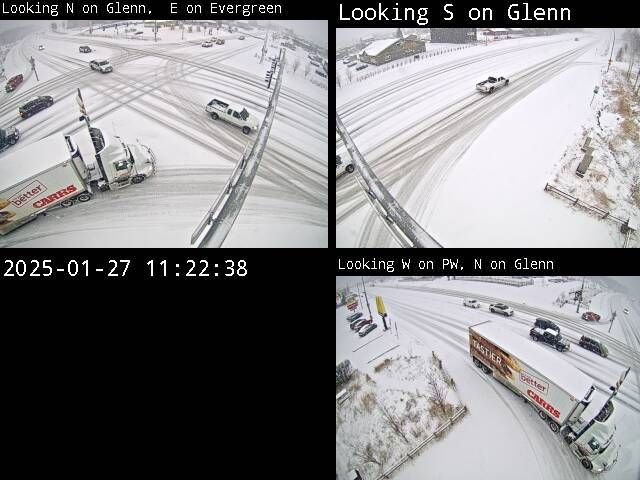 Looking N on Glenn,  E on Evergreen
Looking S on Glenn
better
CARRS
2025-01-27 11:22:38
Looking W on PW, N on Glenn
TASTIER
better
CARRS